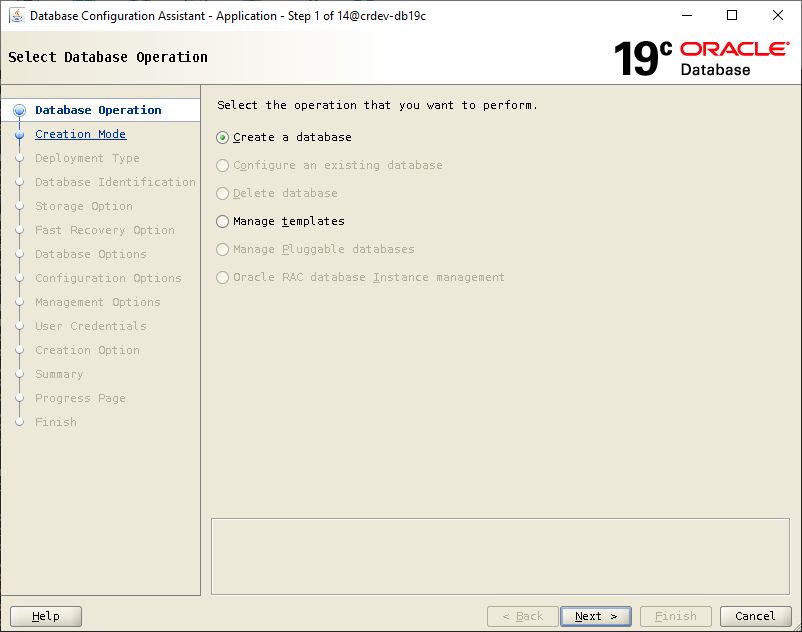 Database Configuration Assistant - Application - Step 1 of 14@crdev-db19c
Select Database Operation
19c ORACLE
Database
Database Operation
Creation Mode
Deployment Type
Database Identification
Storage Option
Fast Recovery Option
Database Options
Configuration Options
Management Options
User Credentials
Creation Option
Summary
Progress Page
Finish
Select the operation that you want to perform.
Create a database
Configure an existing database
Delete database
Manage templates
Manage Pluggable databases
Oracle RAC database Instance management
Help
< Back
Next >
Finish
Cancel